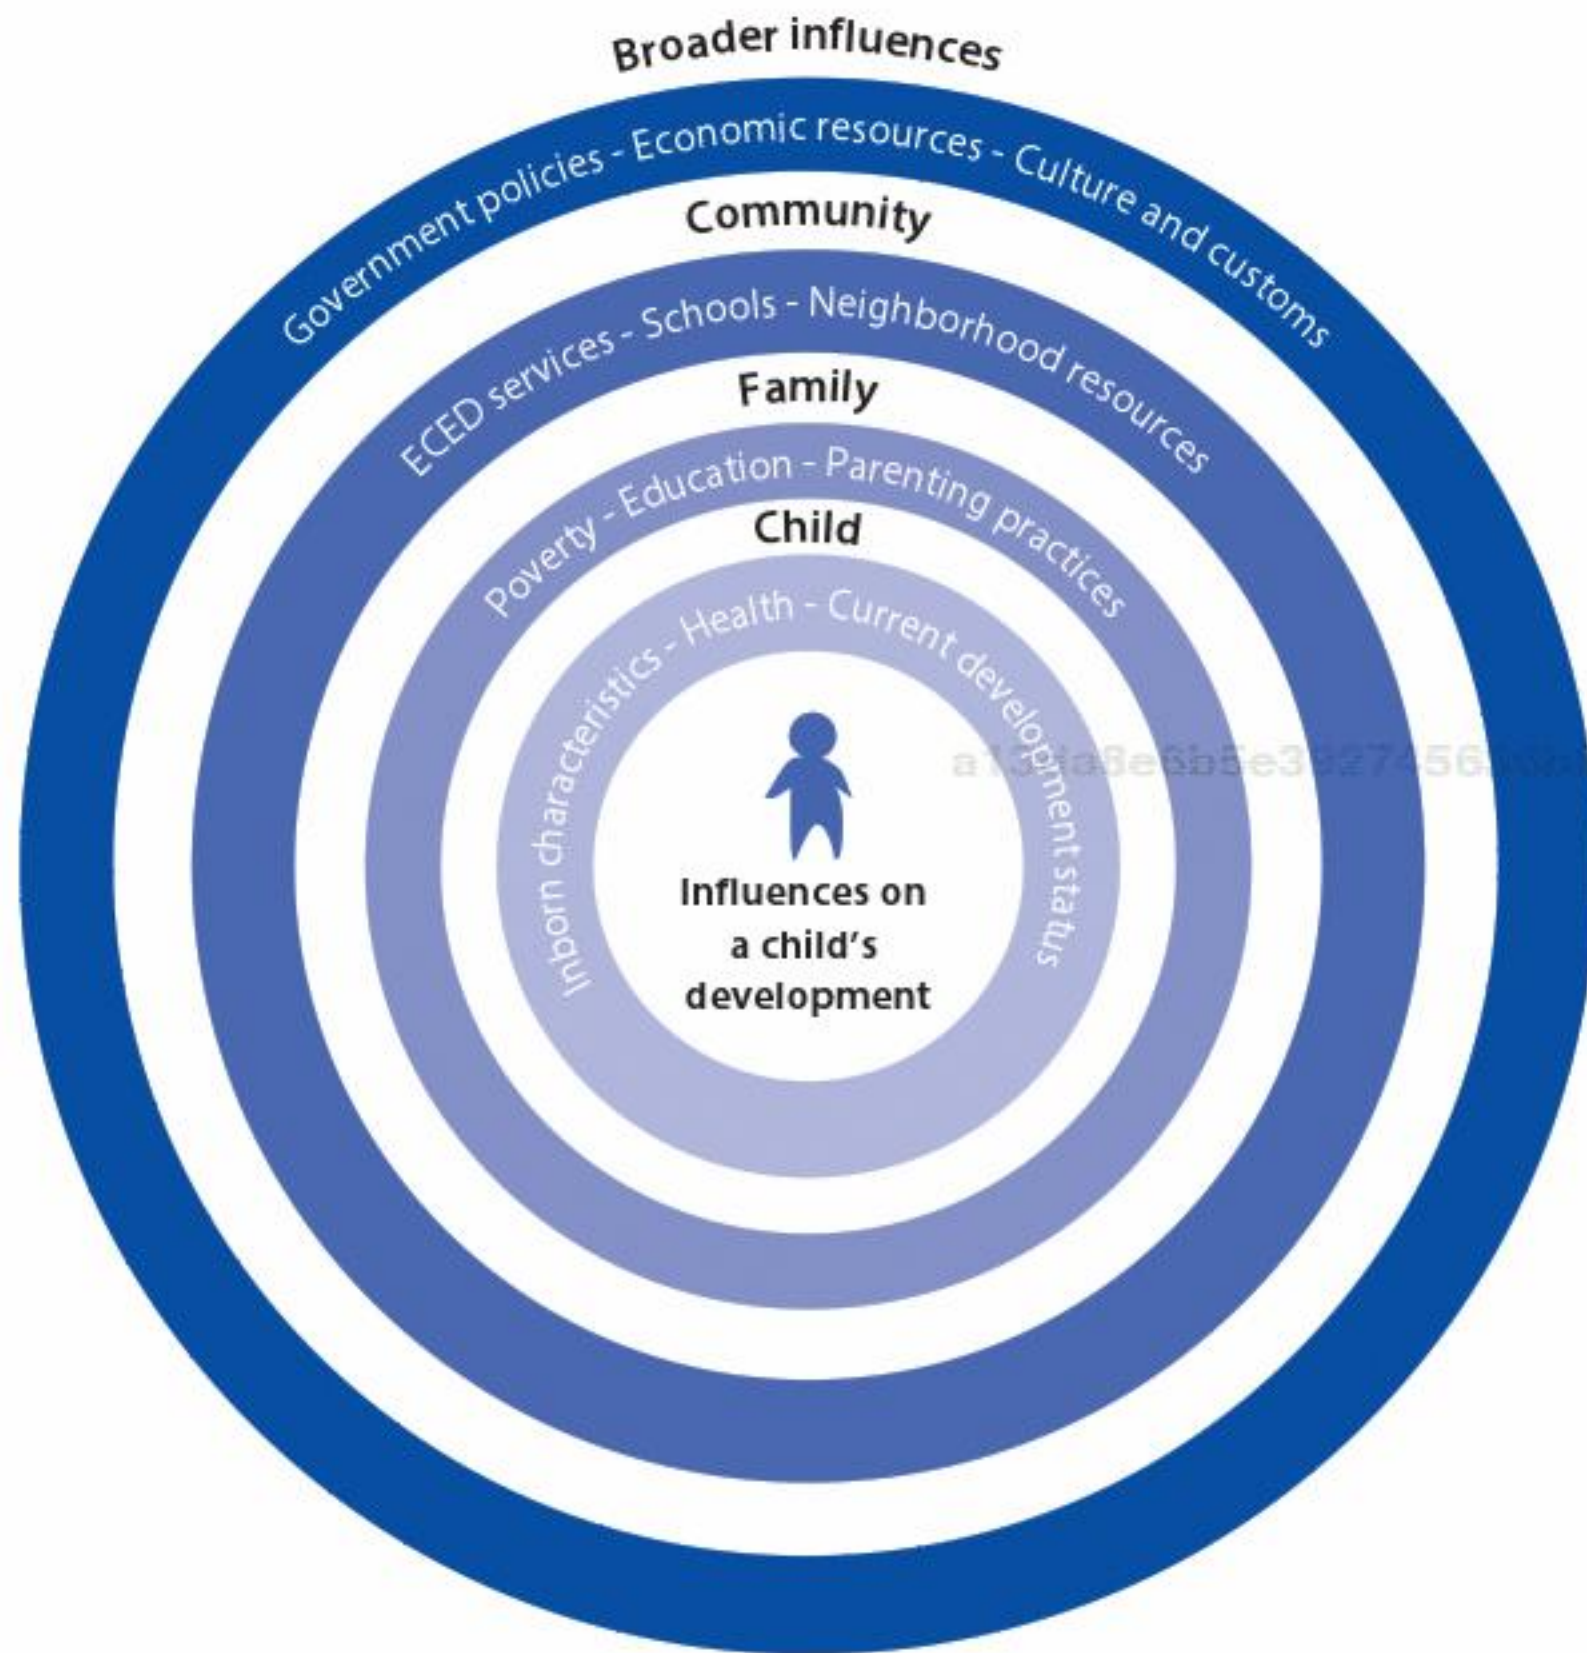 Broader influences
Government policies - Economic resources - Culture and customs
Community
ECED services - Schools - Neighborhood resources
Family
Poverty - Education - Parenting practices
Child
Inborn characteristics - Health - Current development status
Influences on
a child's
development